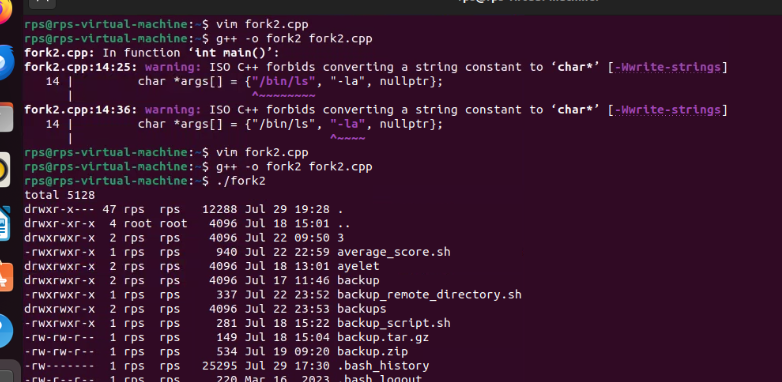 rps@rps-virtual-machine:~$ vim fork2.cpp
rps@rps-virtual-machine:~$ g++ -o fork2 fork2.cpp
fork2.cpp: In function ‘int main()’:
fork2.cpp:14:25: warning: ISO C++ forbids converting a string constant to ‘char*’ [-Wwrite-strings]
   14 |         char *args[] = {"/bin/ls", "-la", nullptr};
      |                         ^~~~~~~~~
fork2.cpp:14:36: warning: ISO C++ forbids converting a string constant to ‘char*’ [-Wwrite-strings]
   14 |         char *args[] = {"/bin/ls", "-la", nullptr};
      |                                    ^~~~~
rps@rps-virtual-machine:~$ vim fork2.cpp
rps@rps-virtual-machine:~$ g++ -o fork2 fork2.cpp
rps@rps-virtual-machine:~$ ./fork2
total 5128
drwxr-x--- 47 rps  rps   12288 Jul 29 19:28 .
drwxr-xr-x  4 root root   4096 Jul 18 15:01 ..
drwxrwxr-x  2 rps  rps    4096 Jul 22 09:50 3
-rwxrwxr-x  1 rps  rps     940 Jul 22 22:59 average_score.sh
drwxrwxr-x  2 rps  rps    4096 Jul 18 13:01 ayelet
drwxrwxr-x  2 rps  rps    4096 Jul 17 11:46 backup
-rwxrwxr-x  1 rps  rps     337 Jul 22 23:52 backup_remote_directory.sh
drwxrwxr-x  2 rps  rps    4096 Jul 22 23:53 backups
-rwxrwxr-x  1 rps  rps     281 Jul 18 15:22 backup_script.sh
-rw-rw-r--  1 rps  rps     149 Jul 18 15:04 backup.tar.gz
-rw-rw-r--  1 rps  rps     534 Jul 19 09:20 backup.zip
-rw-------  1 rps  rps   25295 Jul 29 17:30 .bash_history
-rw-r--r--  1 rps  rps     220 Mar 16  2023 .bash_logout